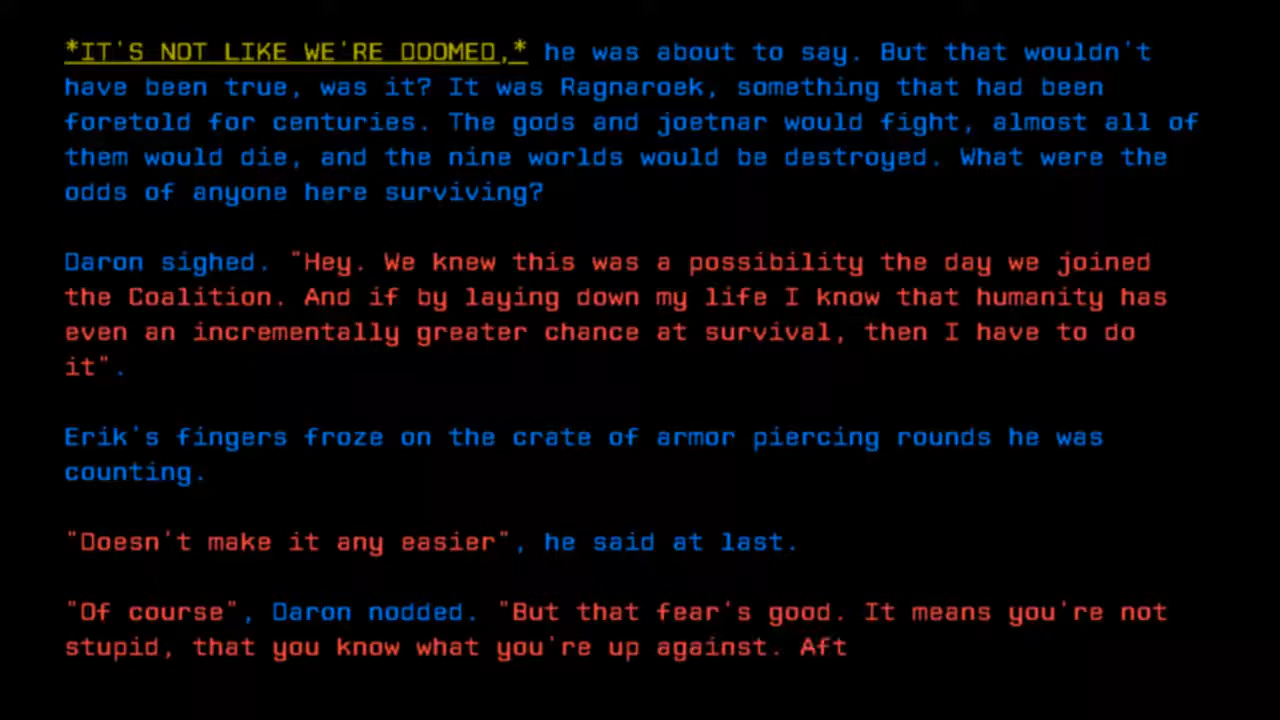 *IT'S NOT LIKE WE'RE DOOMED,* he was about to say. But that wouldn't
have been true, was it? It was Ragnaroek, something that had been
foretold for centuries. The gods and joetnar would fight, almost all of
them would die, and the nine worlds would be destroyed. What were the
odds of anyone here surviving?
Daron sighed. "Hey. We knew this was a possibility the day we joined
the Coalition. And if by laying down my life I know that humanity has
even an incrementally greater chance at survival, then I have to do
it".
Erik's fingers froze on the crate of armor piercing rounds he was
counting.
"Doesn't make it any easier", he said at last.
"Of course", Daron nodded. "But that fear's good. It means you're not
stupid, that you know what you're up against. Aft